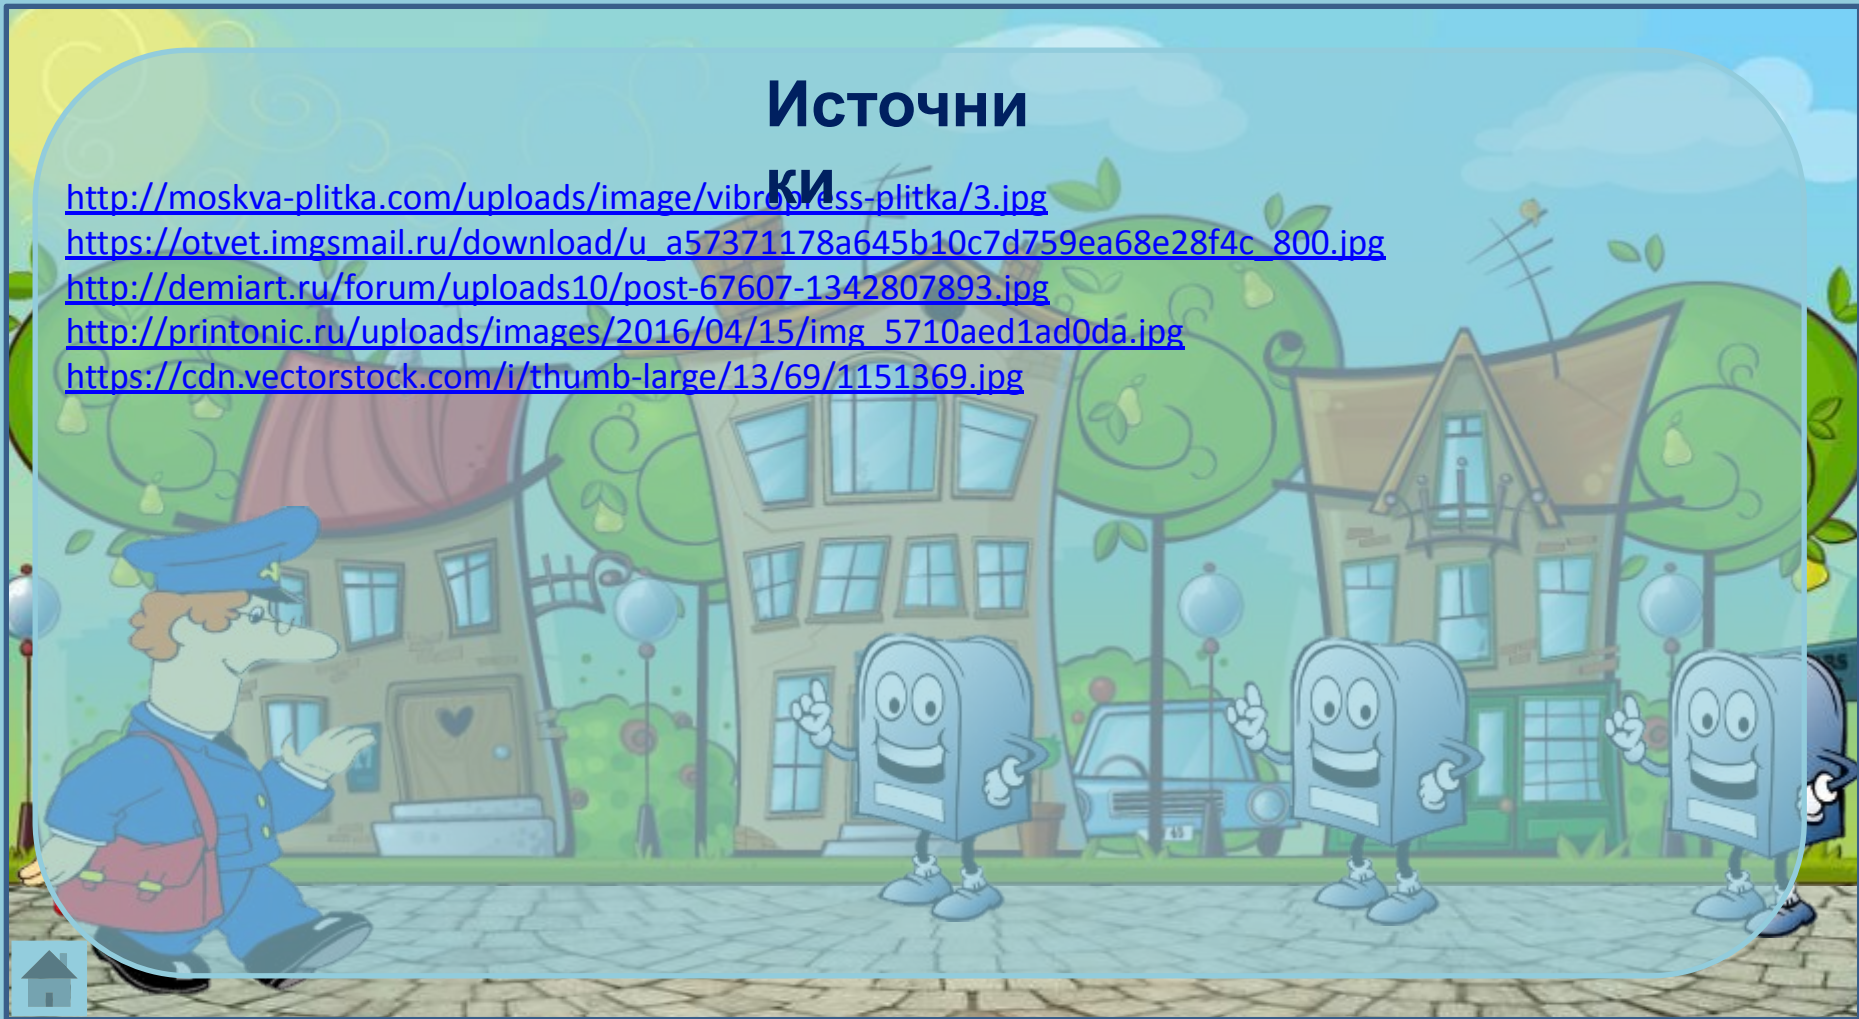 Источни
ки
http://moskva-plitka.com/uploads/image/vibropress-plitka/3.jpg
https://otvet.imgsmail.ru/download/u_a57371178a645b10c7d759ea68e28f4c_800.jpg
http://demiart.ru/forum/uploads10/post-67607-1342807893.jpg
http://printonic.ru/uploads/images/2016/04/15/img_5710aed1ad0da.jpg
https://cdn.vectorstock.com/i/thumb-large/13/69/1151369.jpg